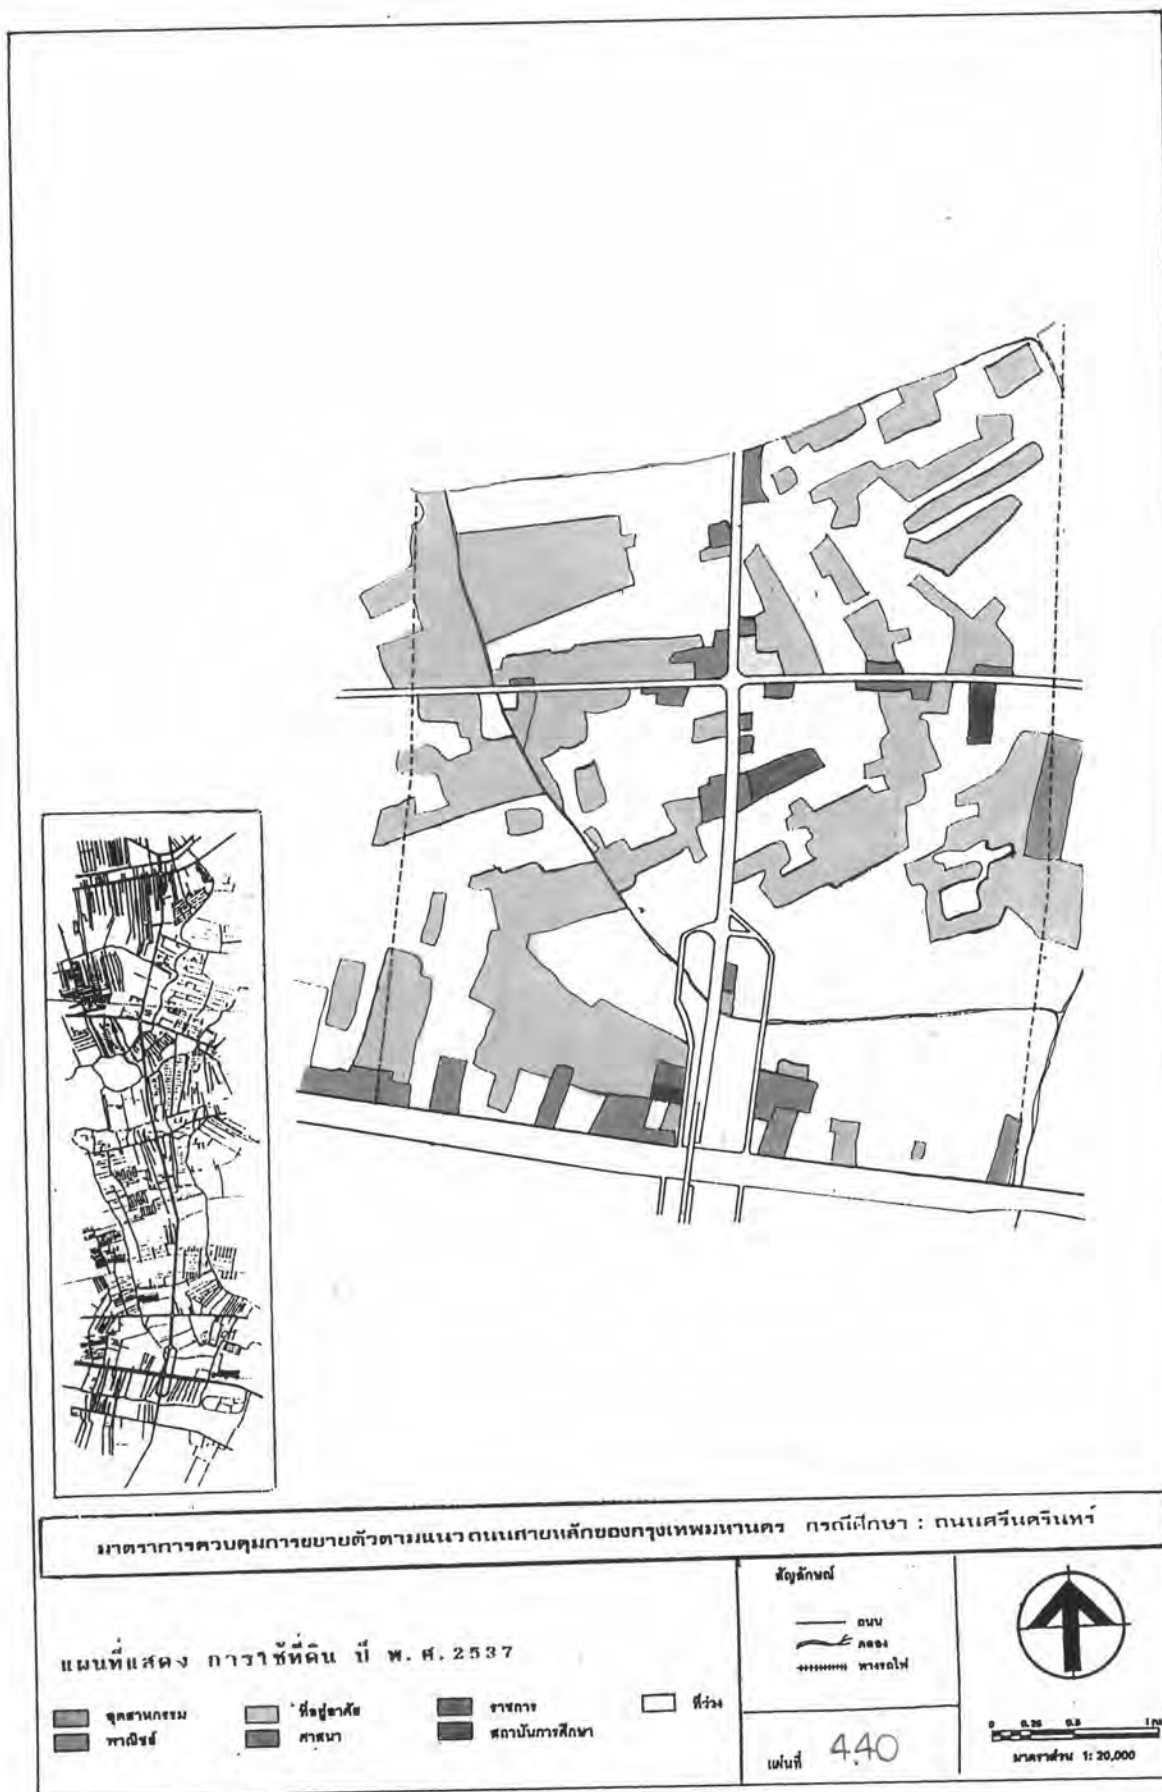 มาตราการควบคุมการขยายตัวตามแนวถนนสายหลักของกรุงเทพมหานคร กรณีศึกษา : ถนนศรีนครินทร์
แผนที่แสดง การใช้ที่ดิน ปี พ.ศ.2537
อุตสาหกรรม
ที่อยู่อาศัย
ราชการ
ที่ว่าง
พาณิชย์
ศาสนา
สถาบันการศึกษา
สัญลักษณ์
ถนน
คลอง
ทางรถไฟ
แผ่นที่ 4.40
0 0.25 0.5 1 กม
มาตราส่วน 1: 20,000